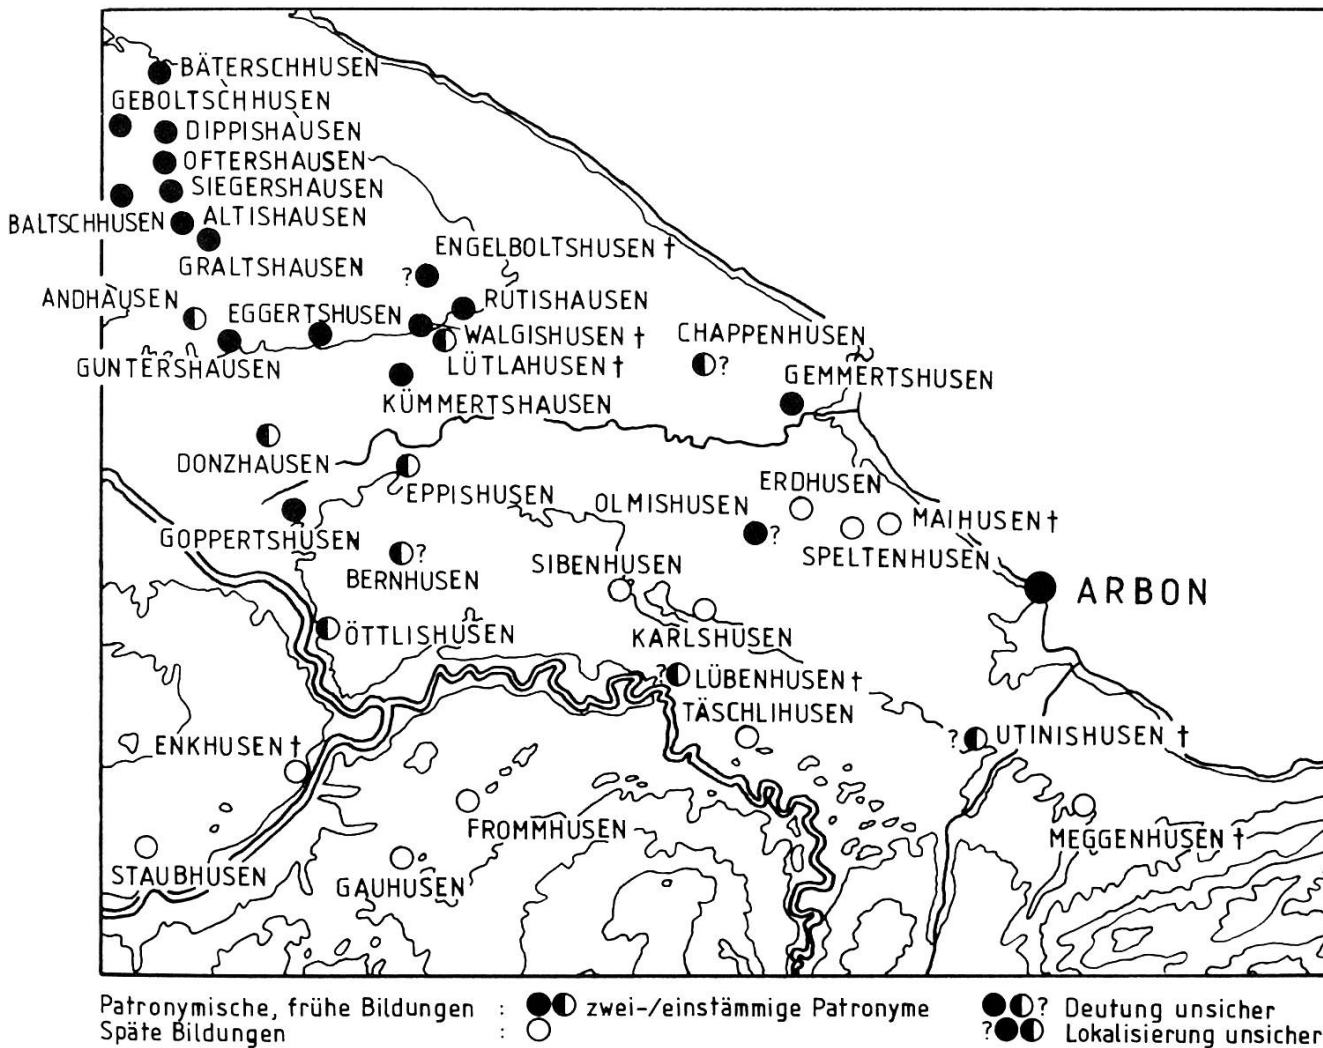 BÄTERSCHHUSEN
GEBOLTSCHHUSEN
DIPPISHAUSEN
OFTERSHAUSEN
SIEGERSHAUSEN
BALTSCHHUSEN
ALTISHAUSEN
GRALTSHAUSEN
ENGELBOLTSHUSEN †
?
ANDHAUSEN
EGGERTSHUSEN
RUTISHAUSEN
WALGISHUSEN †
CHAPPENHUSEN
GUNTERSHAUSEN
LÜTLAHUSEN †
?
GEMMERTSHUSEN
KÜMMERTSHAUSEN
DONZHAUSEN
EPPISHUSEN
OLMISHUSEN
?
ERDHUSEN
MAIHUSEN †
GOPPERTSHUSEN
SPELTENHUSEN
?
BERNHUSEN
SIBENHUSEN
ARBON
ÖTTLISHUSEN
KARLSHUSEN
? LÜBENHUSEN †
TÄSCHLIHUSEN
ENKHUSEN †
? UTINISHUSEN †
FROMMHUSEN
MEGGENHUSEN †
STAUBHUSEN
GAUHUSEN
Patronymische, frühe Bildungen : zwei-/einstämmige Patronyme ? Deutung unsicher
Späte Bildungen : ? Lokalisierung unsicher